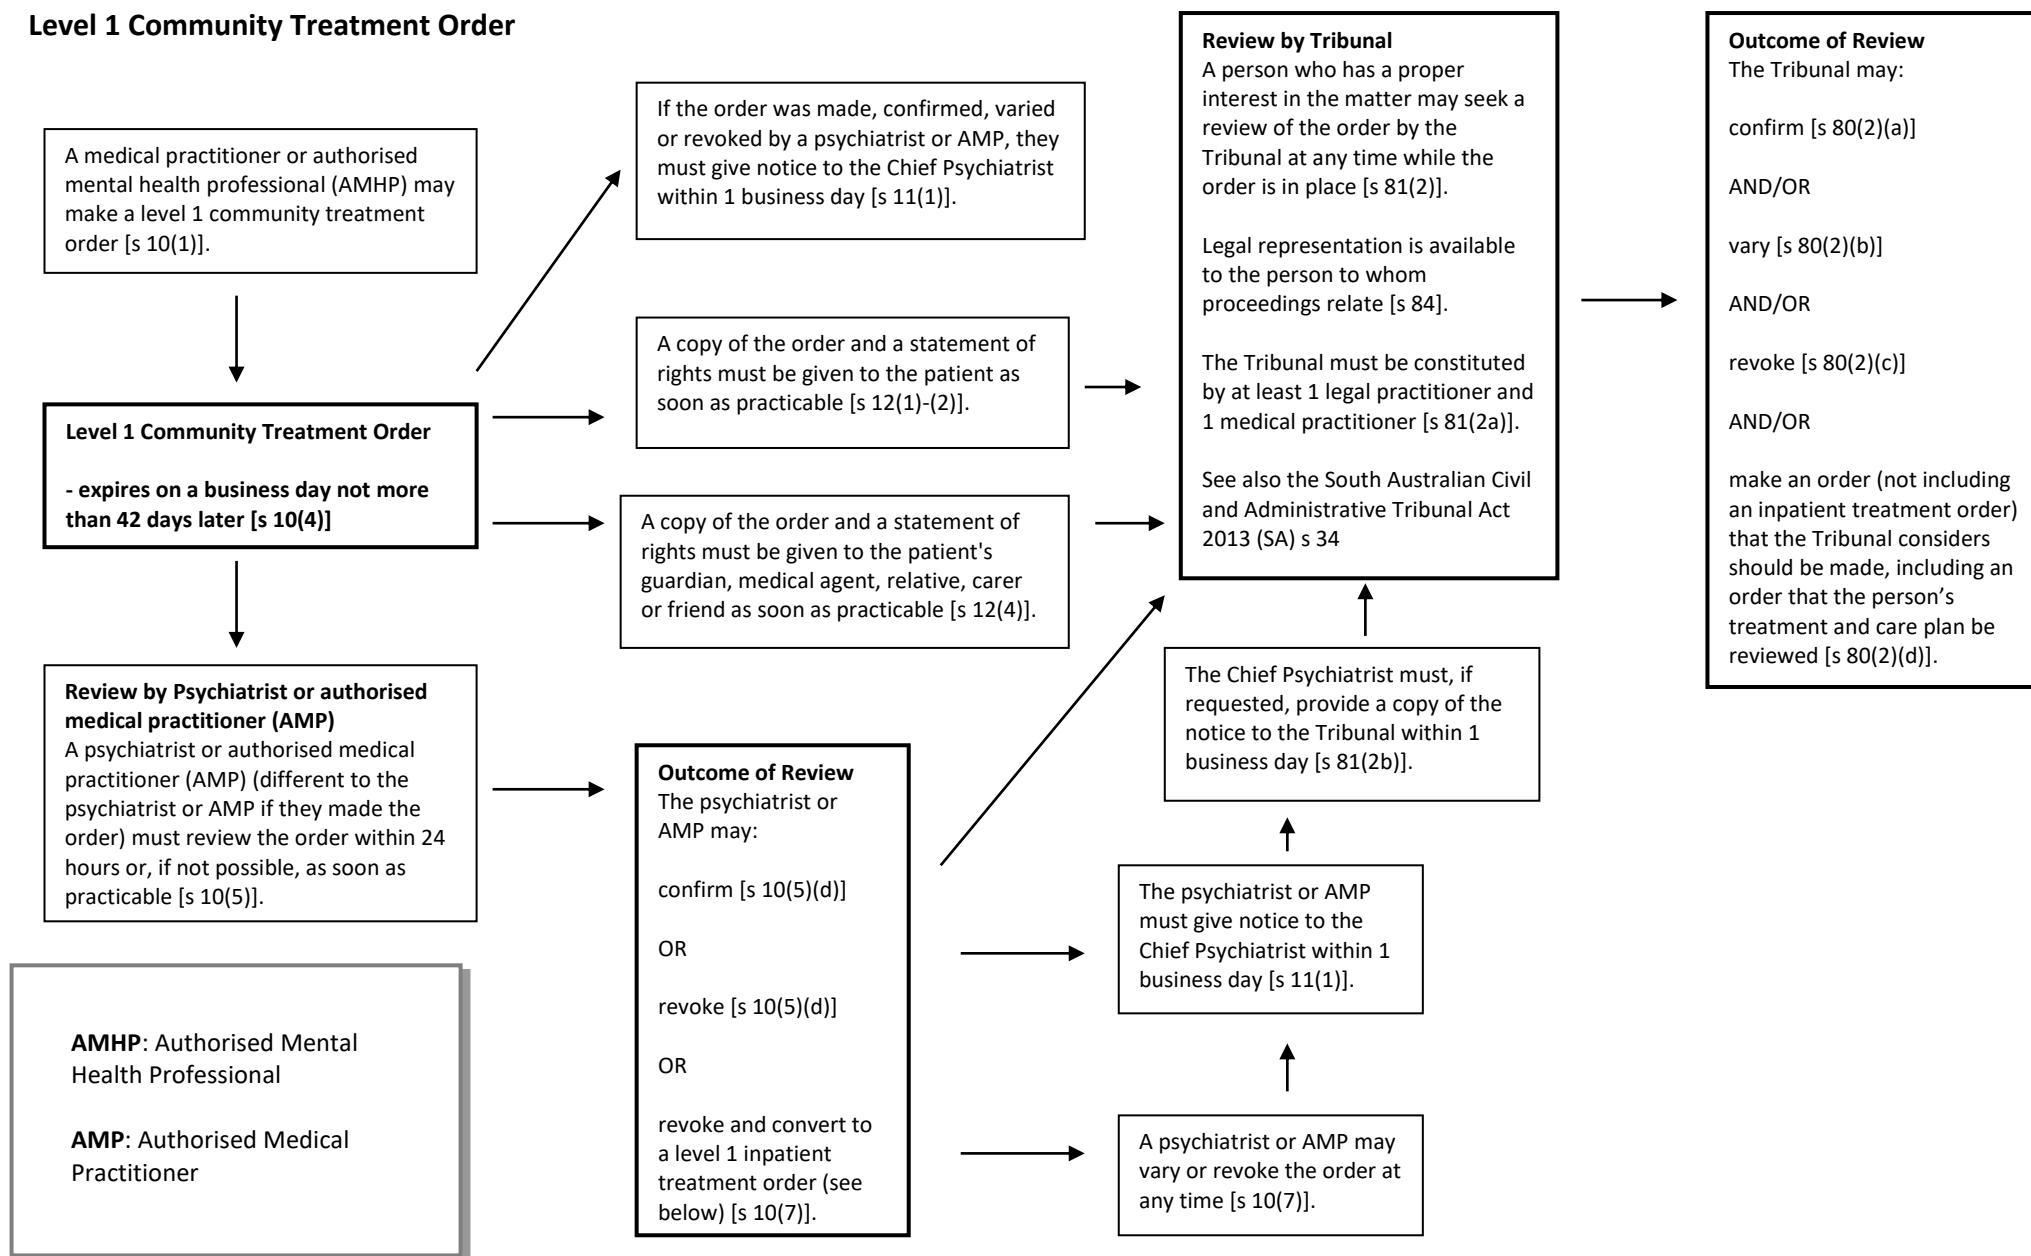 Level 1 Community Treatment Order
A medical practitioner or authorised
mental health professional (AMHP) may
make a level 1 community treatment
order [s 10(1)].
Level 1 Community Treatment Order
- expires on a business day not more
than 42 days later [s 10(4)]
Review by Psychiatrist or authorised
medical practitioner (AMP)
A psychiatrist or authorised medical
practitioner (AMP) (different to the
psychiatrist or AMP if they made the
order) must review the order within 24
hours or, if not possible, as soon as
practicable [s 10(5)].
AMHP: Authorised Mental
Health Professional
AMP: Authorised Medical
Practitioner
If the order was made, confirmed, varied
or revoked by a psychiatrist or AMP, they
must give notice to the Chief Psychiatrist
within 1 business day [s 11(1)].
A copy of the order and a statement of
rights must be given to the patient as
soon as practicable [s 12(1)-(2)].
A copy of the order and a statement of
rights must be given to the patient's
guardian, medical agent, relative, carer
or friend as soon as practicable [s 12(4)].
Outcome of Review
The psychiatrist or
AMP may:
confirm [s 10(5)(d)]
OR
revoke [s 10(5)(d)]
OR
revoke and convert to
a level 1 inpatient
treatment order (see
below) [s 10(7)].
Review by Tribunal
A person who has a proper
interest in the matter may seek a
review of the order by the
Tribunal at any time while the
order is in place [s 81(2)].
Legal representation is available
to the person to whom
proceedings relate [s 84].
The Tribunal must be constituted
by at least 1 legal practitioner and
1 medical practitioner [s 81(2a)].
See also the South Australian Civil
and Administrative Tribunal Act
2013 (SA) s 34
The Chief Psychiatrist must, if
requested, provide a copy of the
notice to the Tribunal within 1
business day [s 81(2b)].
The psychiatrist or AMP
must give notice to the
Chief Psychiatrist within 1
business day [s 11(1)].
A psychiatrist or AMP may
vary or revoke the order at
any time [s 10(7)].
Outcome of Review
The Tribunal may:
confirm [s 80(2)(a)]
AND/OR
vary [s 80(2)(b)]
AND/OR
revoke [s 80(2)(c)]
AND/OR
make an order (not including
an inpatient treatment order)
that the Tribunal considers
should be made, including an
order that the person’s
treatment and care plan be
reviewed [s 80(2)(d)].